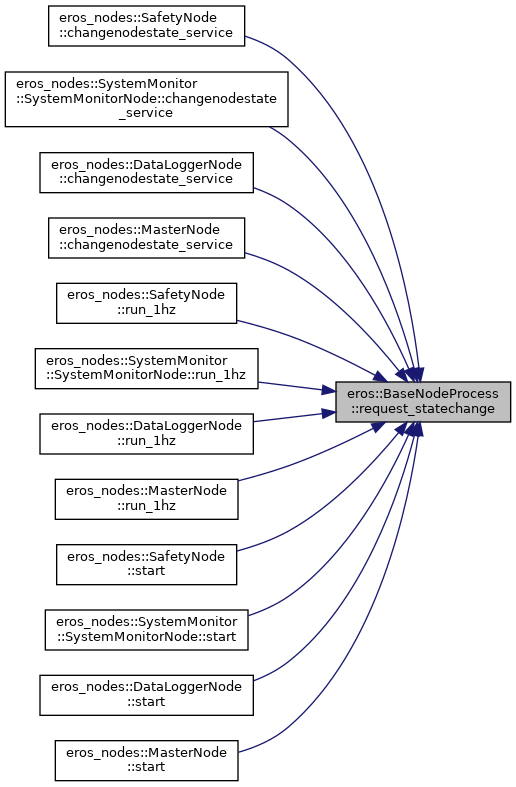 eros_nodes::SafetyNode
::changenodestate_service
eros_nodes::SystemMonitor
::SystemMonitorNode::changenodestate
_service
eros_nodes::DataLoggerNode
::changenodestate_service
eros_nodes::MasterNode
::changenodestate_service
eros_nodes::SafetyNode
::run_1hz
eros_nodes::SystemMonitor
::SystemMonitorNode::run_1hz
eros::BaseNodeProcess
::request_statechange
eros_nodes::DataLoggerNode
::run_1hz
eros_nodes::MasterNode
::run_1hz
eros_nodes::SafetyNode
::start
eros_nodes::SystemMonitor
::SystemMonitorNode::start
eros_nodes::DataLoggerNode
::start
eros_nodes::MasterNode
::start